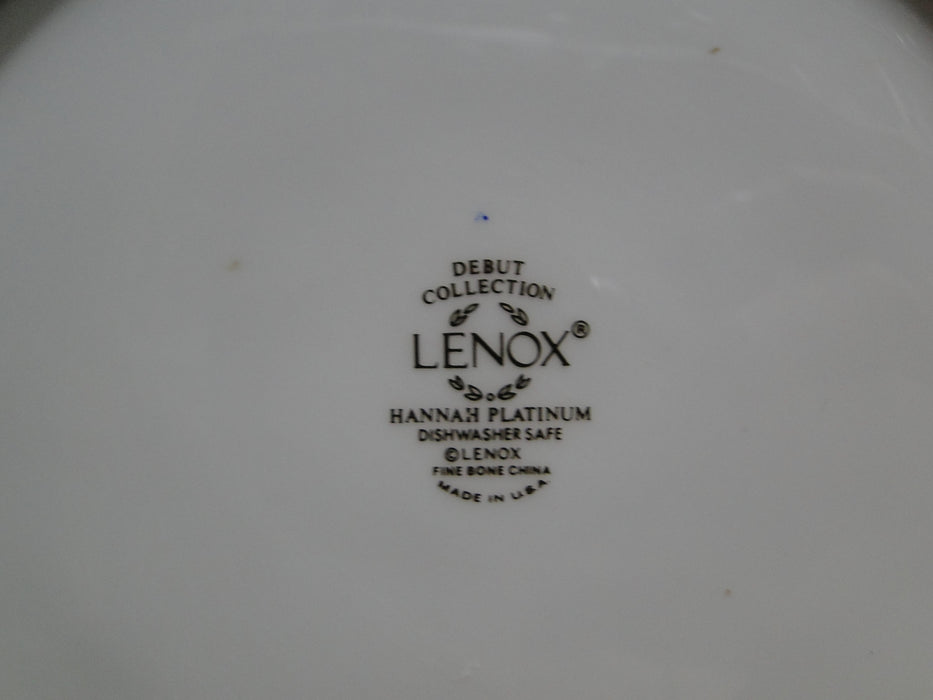 DEBUT
COLLECTION
LENOX®
HANNAH PLATINUM
DISHWASHER SAFE
©LENOX
FINE BONE CHINA
MADE IN U.S.A.